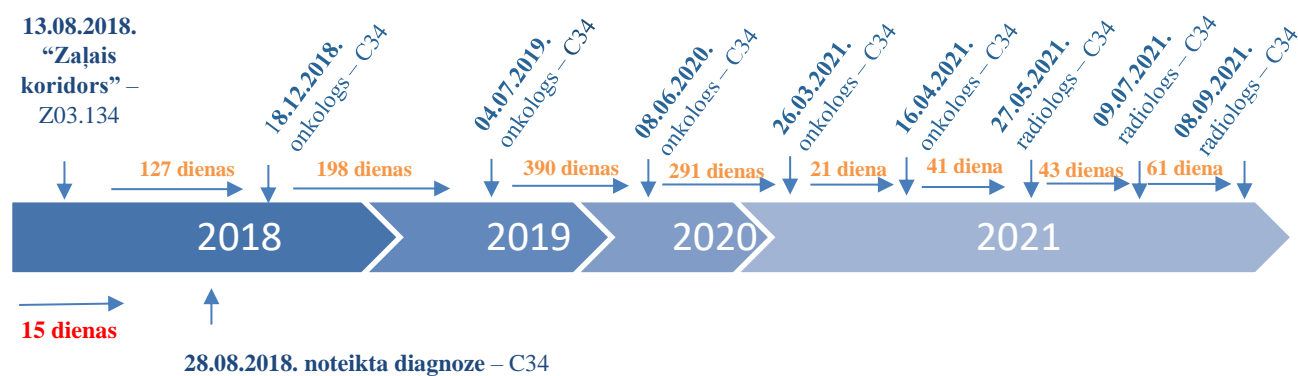 13.08.2018.
“Zaļais
koridors” –
Z03.134
18.12.2018.
onkologs – C34
04.07.2019.
onkologs – C34
08.06.2020.
onkologs – C34
26.03.2021.
onkologs – C34
16.04.2021.
onkologs – C34
27.05.2021.
radiologs – C34
09.07.2021.
radiologs – C34
08.09.2021.
radiologs – C34
127 dienas
198 dienas
390 dienas
291 dienas
21 diena
41 diena
43 dienas
61 diena
2018
2019
2020
2021
15 dienas
28.08.2018. noteikta diagnoze – C34